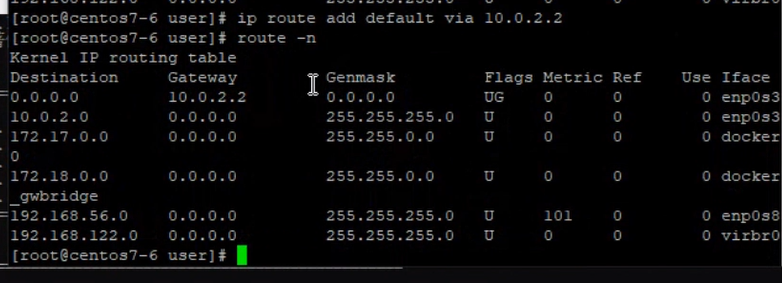 [root@centos7-6 user]# ip route add default via 10.0.2.2
[root@centos7-6 user]# route -n
Kernel IP routing table
Destination Gateway Genmask Flags Metric Ref Use Iface
0.0.0.0 10.0.2.2 0.0.0.0 UG 0 0 0 enp0s3
10.0.2.0 0.0.0.0 255.255.255.0 U 0 0 0 enp0s3
172.17.0.0 0.0.0.0 255.255.0.0 U 0 0 0 docker
0
172.18.0.0 0.0.0.0 255.255.0.0 U 0 0 0 docker
_gwbridge
192.168.56.0 0.0.0.0 255.255.255.0 U 101 0 0 enp0s8
192.168.122.0 0.0.0.0 255.255.255.0 U 0 0 0 virbr0
[root@centos7-6 user]#